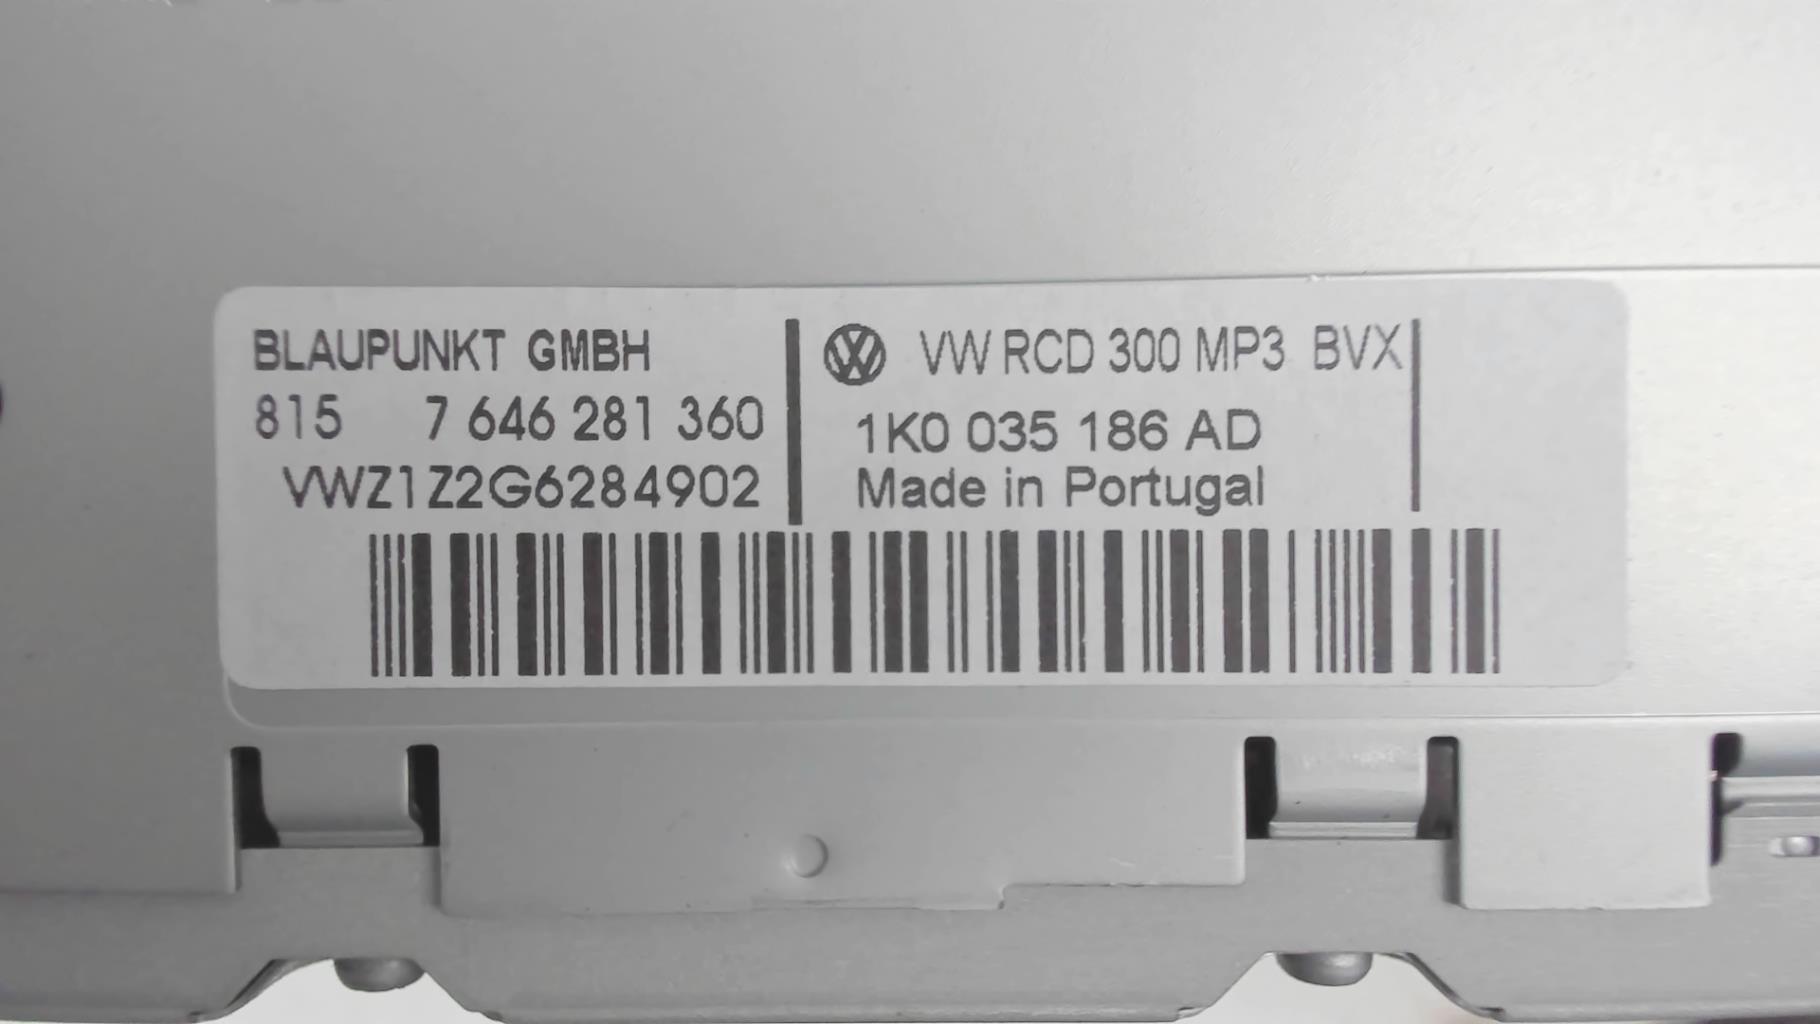 BLAUPUNKT GMBH
815 7 646 281 360
VWZ1Z2G6284902
VW RCD 300 MP3 BVX
1K0 035 186 AD
Made in Portugal